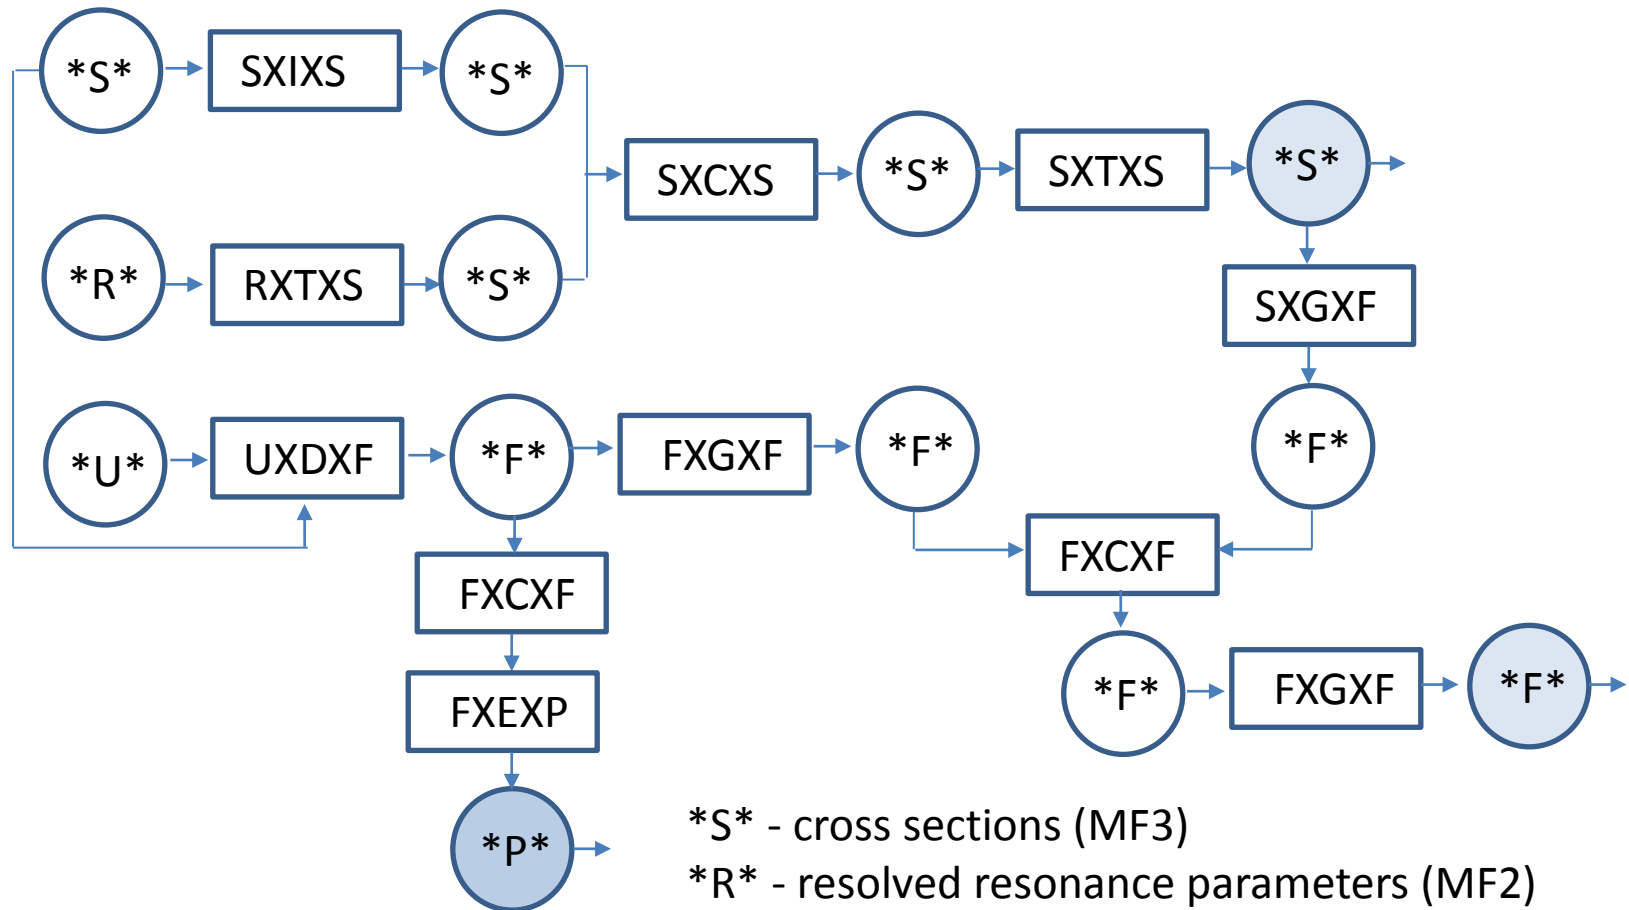 *S*
SXIXS
*S*
SXCXS
*S*
SXTXS
*S*
*R*
RXTXS
*S*
SXGXF
*U*
UXDXF
*F*
FXGXF
*F*
*F*
FXCXF
FXCXF
FXEXP
*F*
FXGXF
*F*
*P*
*S* - cross sections (MF3)
*R* - resolved resonance parameters (MF2)